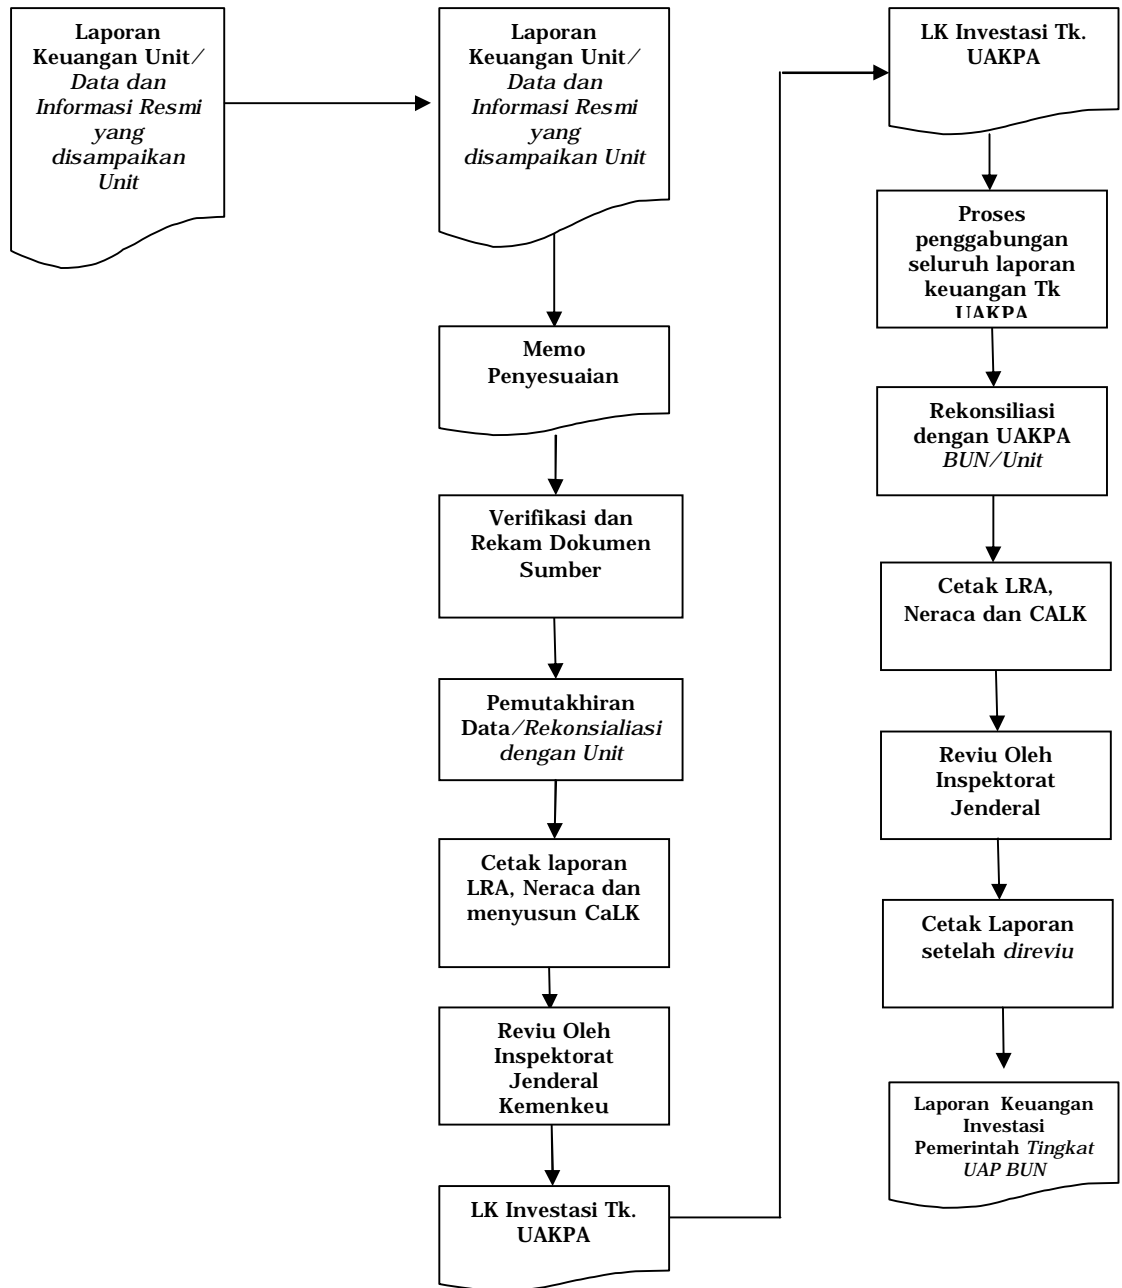 Laporan
Keuangan Unit/
Data dan
Informasi Resmi
yang
disampaikan
Unit
Laporan
Keuangan Unit/
Data dan
Informasi Resmi
yang
disampaikan Unit
Memo
Penyesuaian
Verifikasi dan
Rekam Dokumen
Sumber
Pemutakhiran
Data/Rekonsialiasi
dengan Unit
Cetak laporan
LRA, Neraca dan
menyusun CaLK
Reviu Oleh
Inspektorat
Jenderal
Kemenkeu
LK Investasi Tk.
UAKPA
LK Investasi Tk.
UAKPA
Proses
penggabungan
seluruh laporan
keuangan Tk
UAKPA
Rekonsiliasi
dengan UAKPA
BUN/Unit
Cetak LRA,
Neraca dan CALK
Reviu Oleh
Inspektorat
Jenderal
Cetak Laporan
setelah direviu
Laporan Keuangan
Investasi
Pemerintah Tingkat
UAP BUN